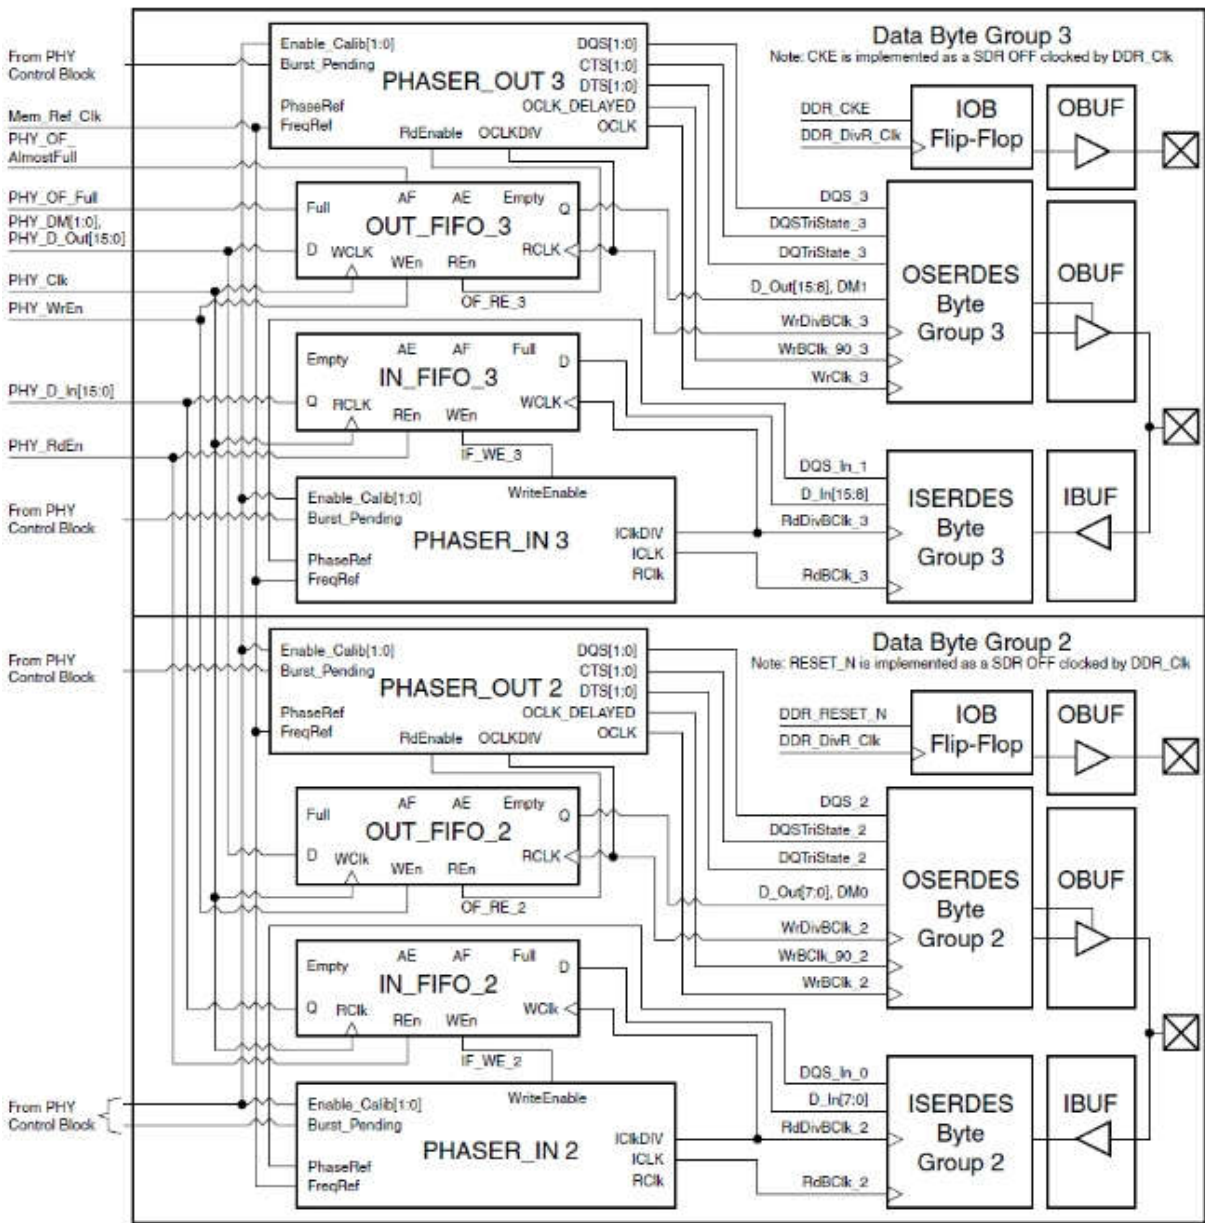 Data Byte Group 3
Note: CKE is implemented as a SDR OFF clocked by DDR_Clk
From PHY
Control Block
Mem_Ref_Clk
PHY_OF_
AlmostFull
PHY_OF_Full
PHY_DM[1:0],
PHY_D_Out[15:0]
PHY_Clk
PHY_WrEn
PHY_D_In[15:0]
PHY_RdEn
From PHY
Control Block
Enable_Calib[1:0]
Burst_Pending
PHASER_OUT 3
PhaseRef
FreqRef
RdEnable
OCLKDIV
DQS[1:0]
CTS[1:0]
DTS[1:0]
OCLK_DELAYED
OCLK
Full
AF
AE
Empty
Q
OUT_FIFO_3
D
WCLK
WEn
REn
RCLK
OF_RE_3
Empty
AE
AF
Full
D
IN_FIFO_3
Q
RCLK
REn
WEn
WCLK
IF_WE_3
Enable_Calib[1:0]
Burst_Pending
WriteEnable
PHASER_IN 3
PhaseRef
FreqRef
IClkDIV
ICLK
RClk
DDR_CKE
DDR_DivR_Clk
IOB
Flip-Flop
OBUF
DQS_3
DQSTriState_3
DQTriState_3
D_Out[15:8], DM1
WrDivBClk_3
WrBClk_90_3
WrClk_3
OSERDES
Byte
Group 3
OBUF
DQS_In_1
D_In[15:8]
RdDivBClk_3
RdBClk_3
ISERDES
Byte
Group 3
IBUF
Data Byte Group 2
Note: RESET_N is implemented as a SDR OFF clocked by DDR_Clk
From PHY
Control Block
Enable_Calib[1:0]
Burst_Pending
PHASER_OUT 2
PhaseRef
FreqRef
RdEnable
OCLKDIV
DQS[1:0]
CTS[1:0]
DTS[1:0]
OCLK_DELAYED
OCLK
Full
AF
AE
Empty
Q
OUT_FIFO_2
D
WClk
WEn
REn
RCLK
OF_RE_2
Empty
AE
AF
Full
D
IN_FIFO_2
Q
RClk
REn
WEn
WClk
IF_WE_2
From PHY
Control Block
Enable_Calib[1:0]
Burst_Pending
WriteEnable
PHASER_IN 2
PhaseRef
FreqRef
IClkDIV
ICLK
RClk
DDR_RESET_N
DDR_DivR_Clk
IOB
Flip-Flop
OBUF
DQS_2
DQSTriState_2
DQTriState_2
D_Out[7:0], DM0
WrDivBClk_2
WrBClk_90_2
WrBClk_2
OSERDES
Byte
Group 2
OBUF
DQS_In_0
D_In[7:0]
RdDivBClk_2
RdBClk_2
ISERDES
Byte
Group 2
IBUF